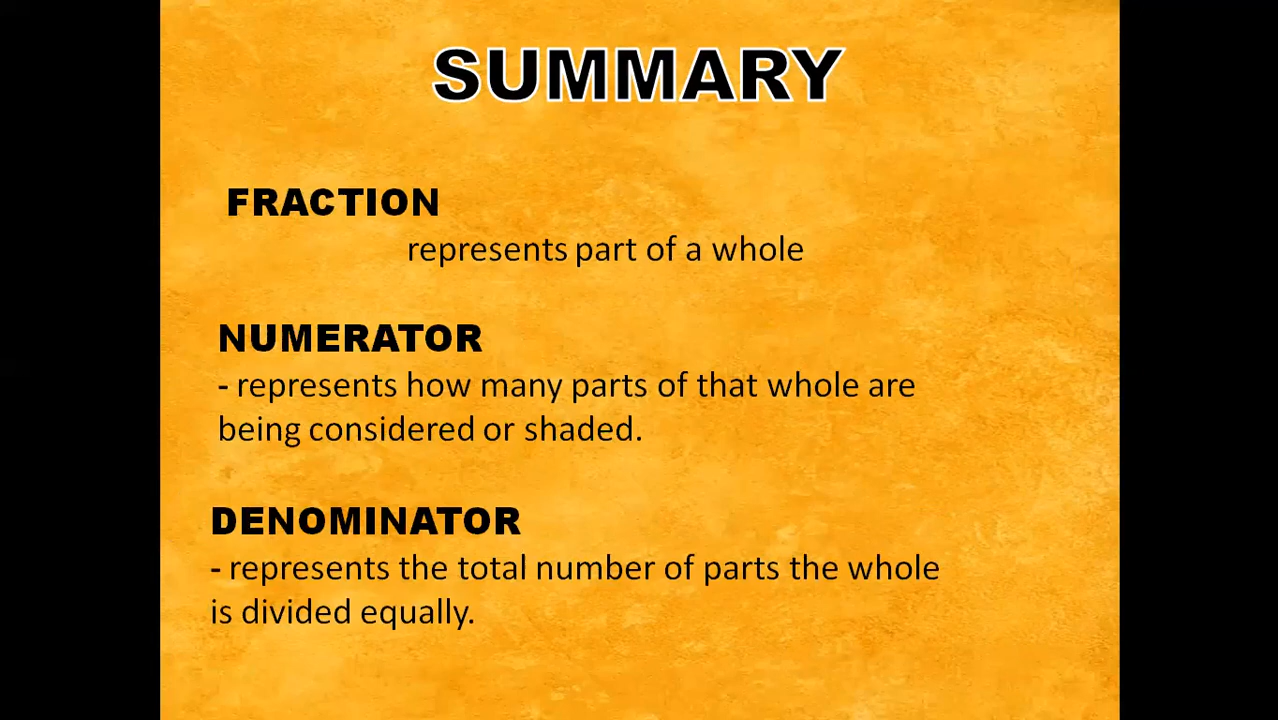 SUMMARY
FRACTION
represents part of a whole
NUMERATOR
- represents how many parts of that whole are
being considered or shaded.
DENOMINATOR
- represents the total number of parts the whole
is divided equally.